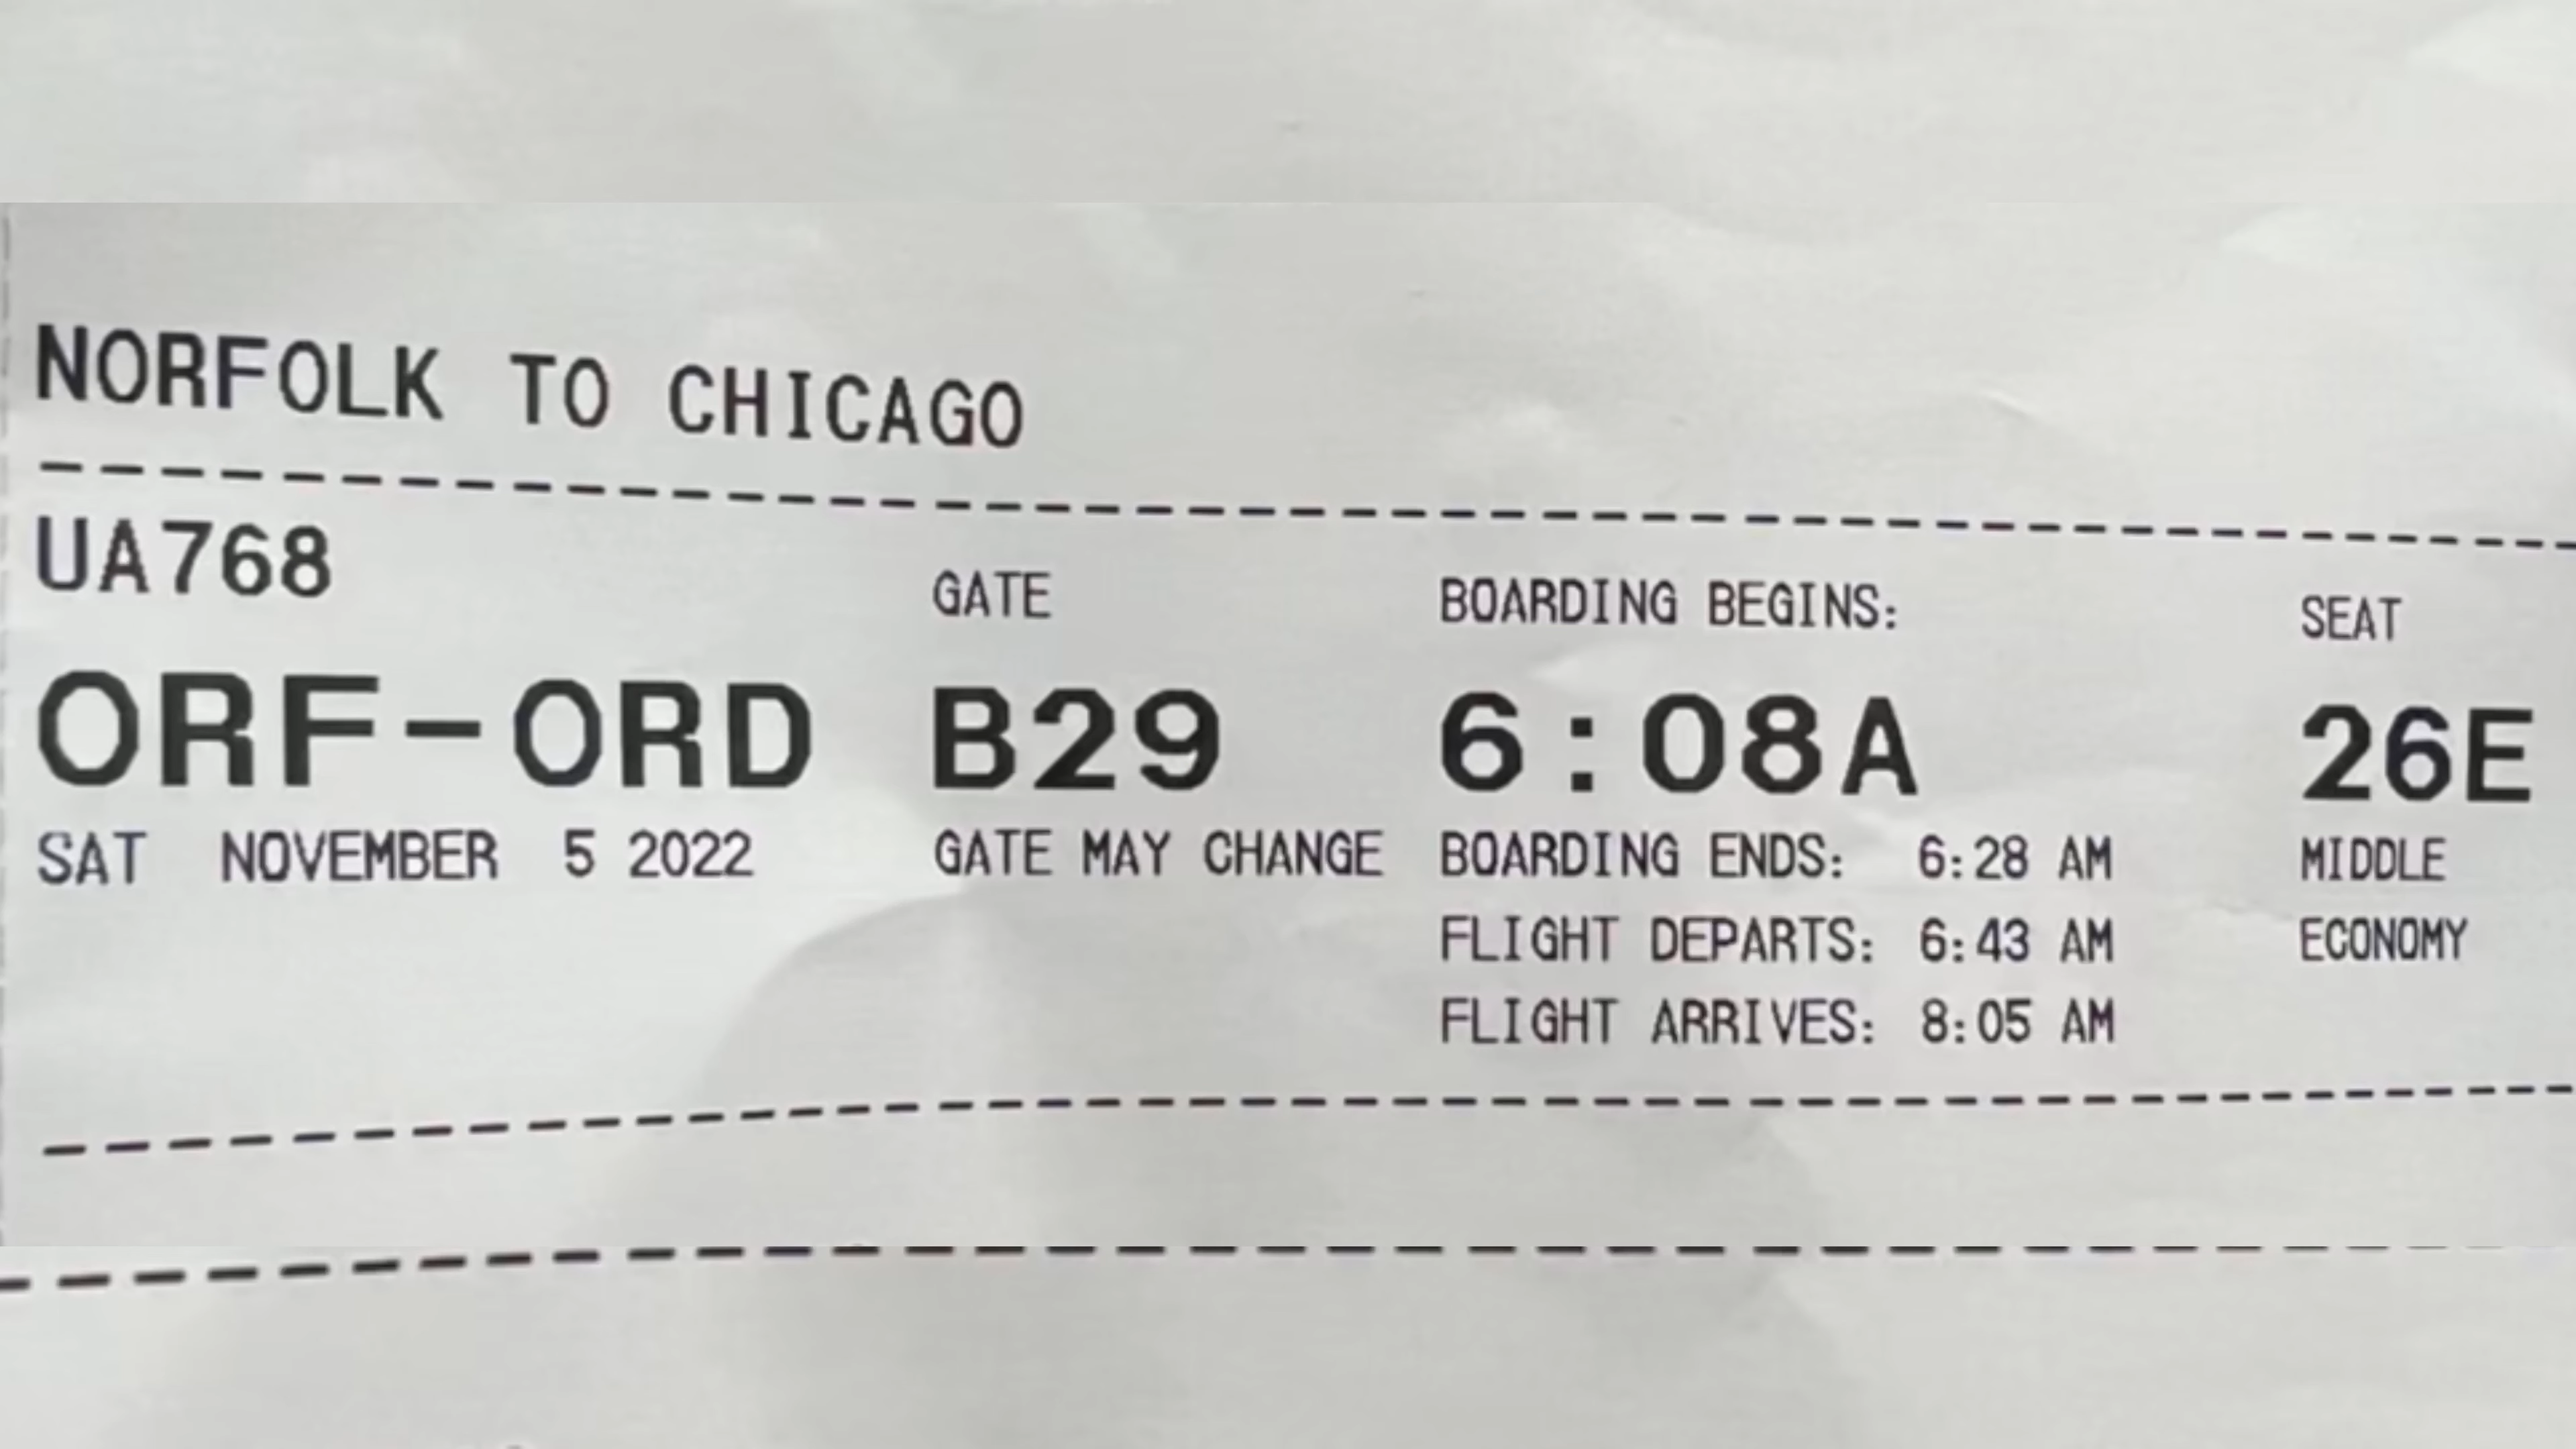 NORFOLK TO CHICAGO
UA768
GATE
BOARDING BEGINS:
SEAT
ORF-ORD B29 6:08A 26E
SAT NOVEMBER 5 2022
GATE MAY CHANGE
BOARDING ENDS: 6:28 AM
MIDDLE
FLIGHT DEPARTS: 6:43 AM
ECONOMY
FLIGHT ARRIVES: 8:05 AM